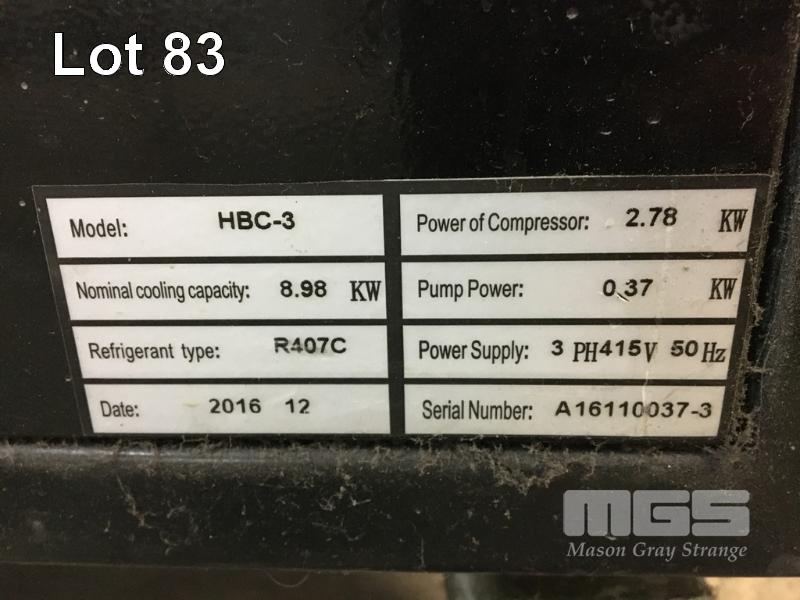 Lot 83
Model: HBC-3
Nominal cooling capacity: 8.98 KW
Refrigerant type: R407C
Date: 2016 12
Power of Compressor: 2.78 KW
Pump Power: 0.37 KW
Power Supply: 3 PH415V 50Hz
Serial Number: A16110037-3
MGS
Mason Gray Strange